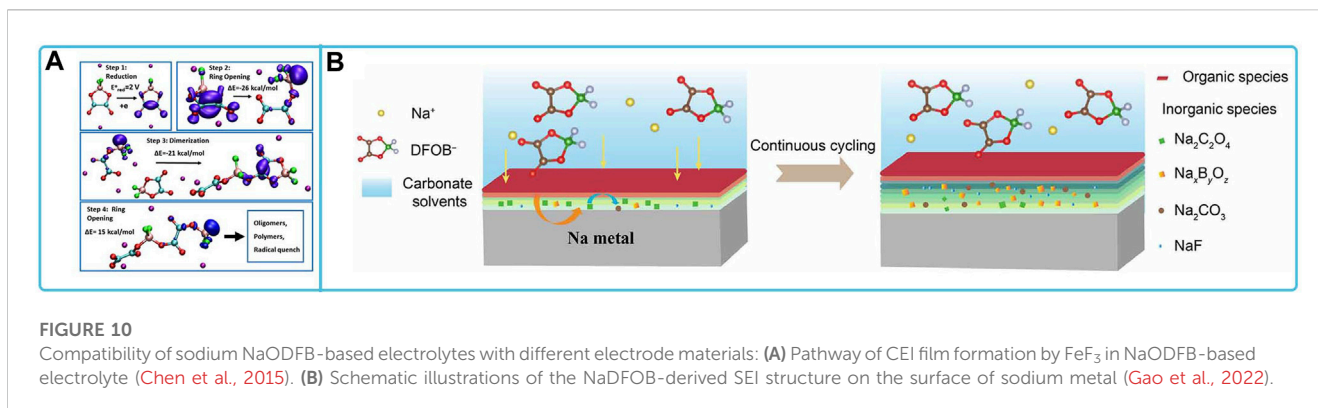 A
Step 1:
Reduction
E°red=2 V
+e
Step 2:
Ring Opening
ΔE=-26 kcal/mol
Step 3: Dimerization
ΔE=-21 kcal/mol
Step 4: Ring
Opening
ΔE= 15 kcal/mol
Oligomers,
Polymers,
Radical quench
B
Na⁺
DFOB⁻
Carbonate
solvents
Na metal
Continuous cycling
Organic species
Inorganic species
Na₂C₂O₄
NaₓB_yO_z
Na₂CO₃
NaF
FIGURE 10
Compatibility of sodium NaODFB-based electrolytes with different electrode materials: (A) Pathway of CEI film formation by FeF₃ in NaODFB-based
electrolyte (Chen et al., 2015). (B) Schematic illustrations of the NaDFOB-derived SEI structure on the surface of sodium metal (Gao et al., 2022).